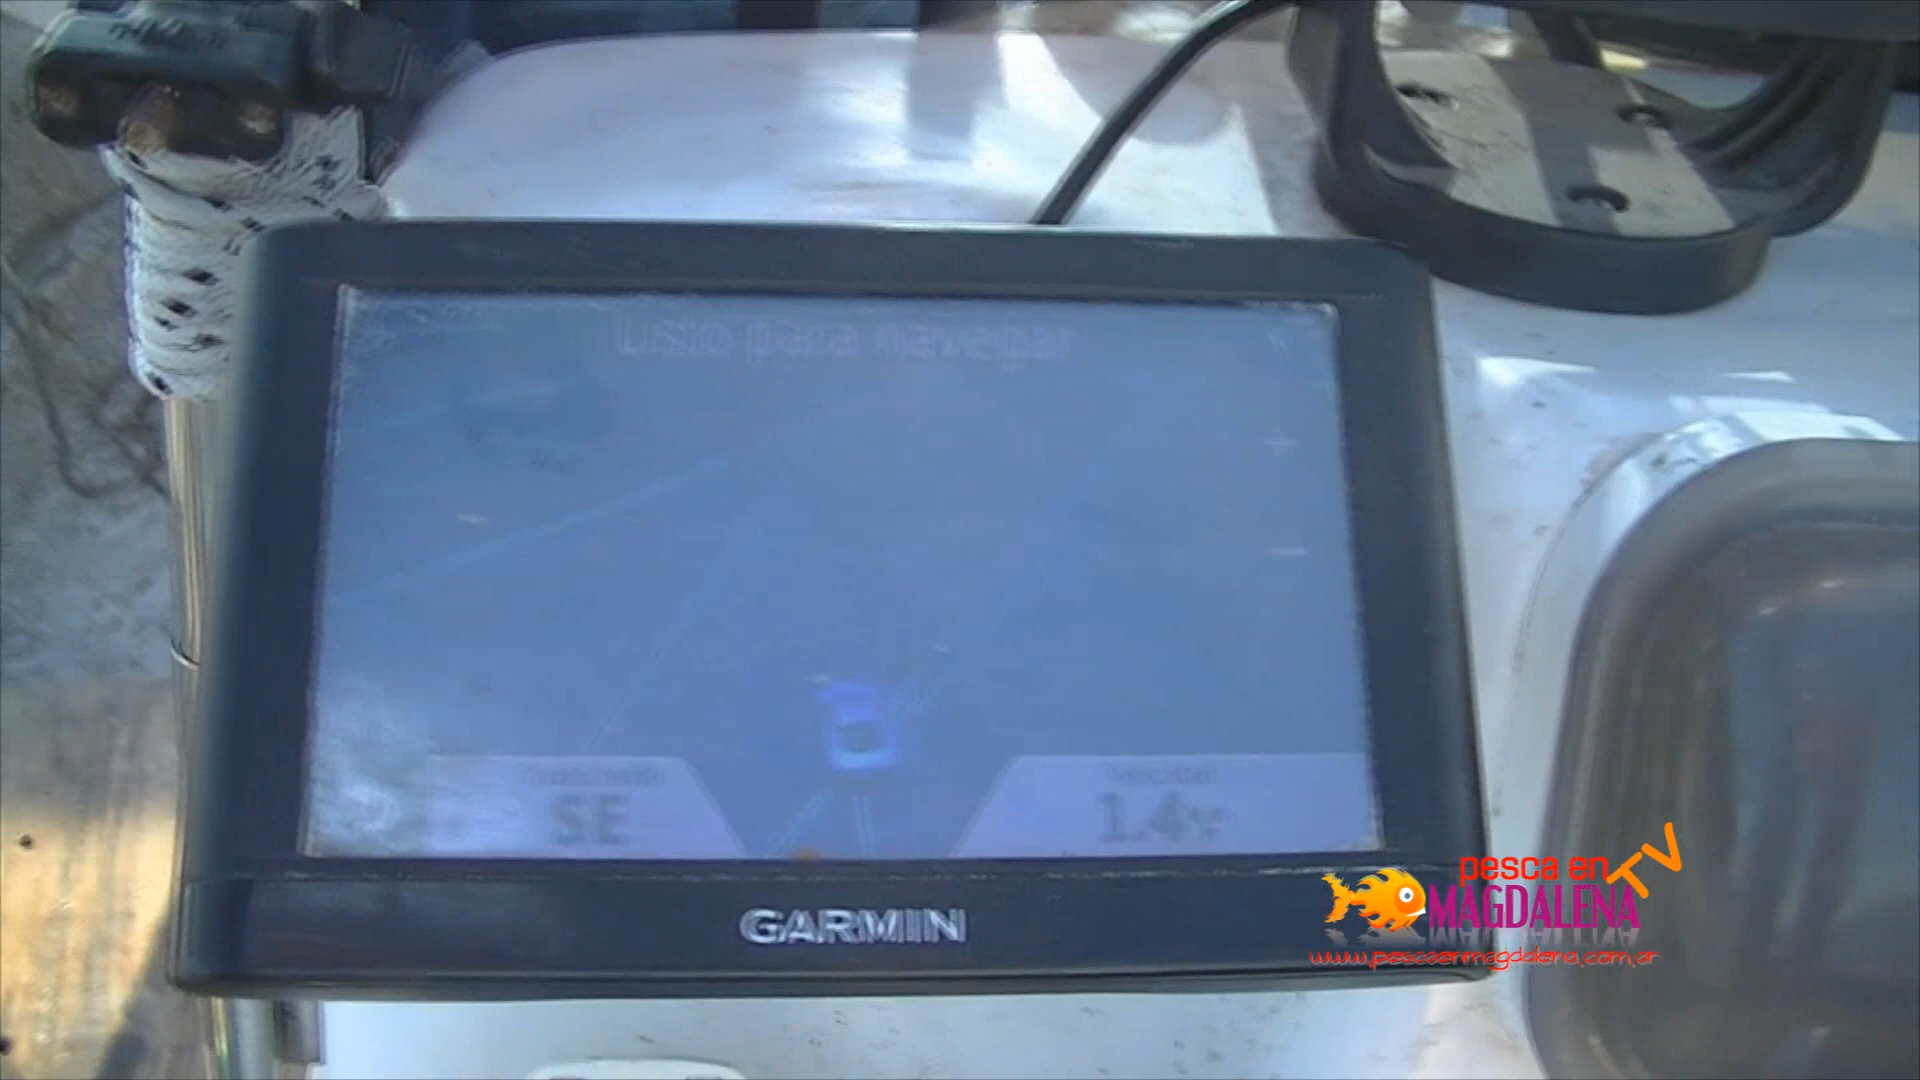 Listo para navegar
SE
1.4
GARMIN
pesca en
MAGDALENA
TV
www.pescaenmagdalena.com.ar